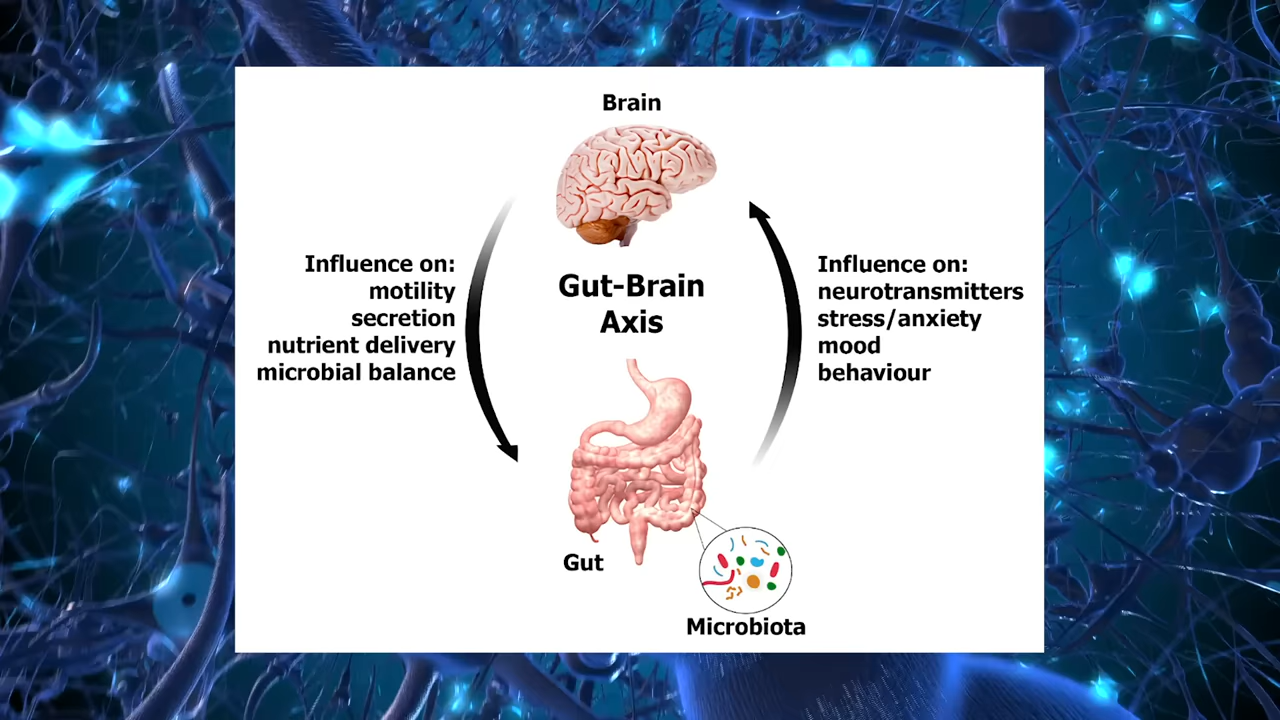 Brain
Influence on:
motility
secretion
nutrient delivery
microbial balance
Gut-Brain
Axis
Influence on:
neurotransmitters
stress/anxiety
mood
behaviour
Gut
Microbiota